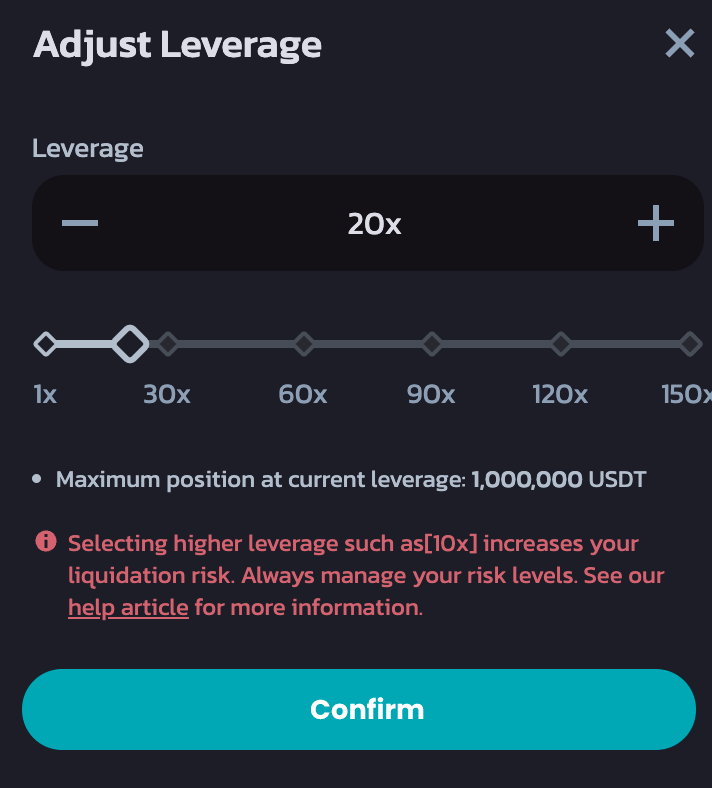 Adjust Leverage
Leverage
20x
1x 30x 60x 90x 120x 150x
Maximum position at current leverage: 1,000,000 USDT
Selecting higher leverage such as[10x] increases your
liquidation risk. Always manage your risk levels. See our
help article for more information.
Confirm